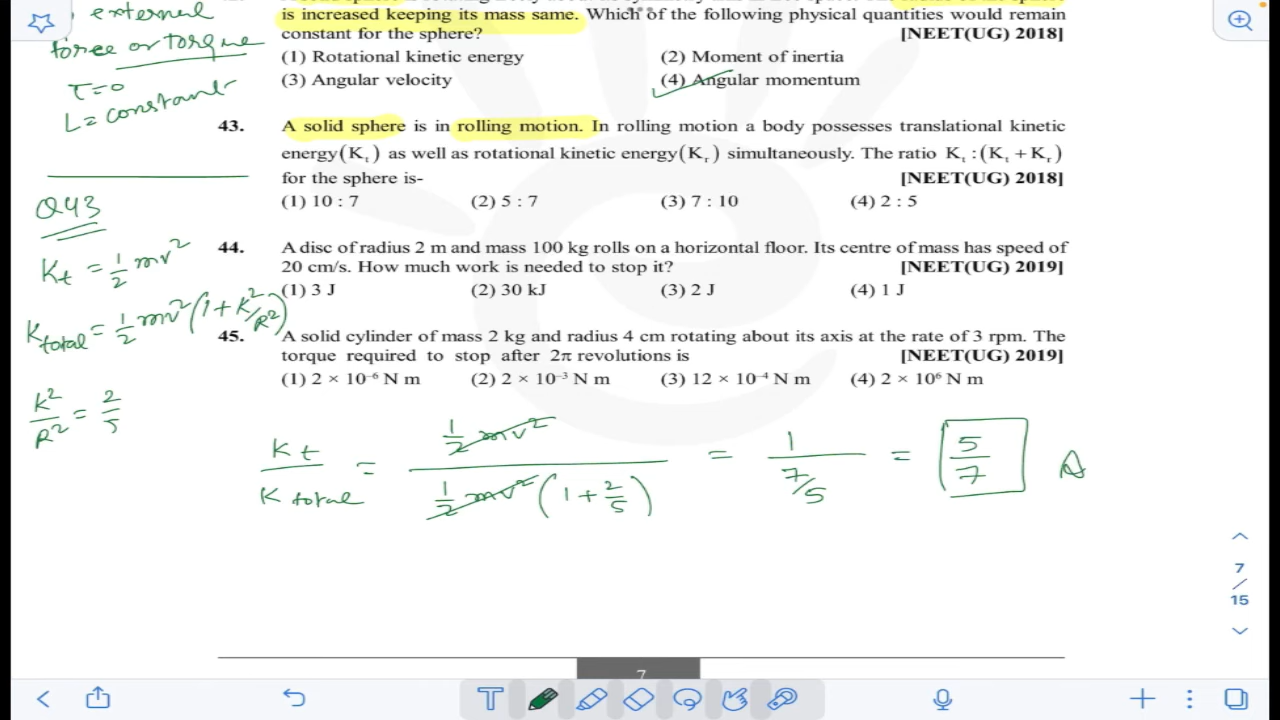 external
force or torque
τ=0
L= constant
is increased keeping its mass same. Which of the following physical quantities would remain
constant for the sphere? [NEET(UG) 2018]
(1) Rotational kinetic energy (2) Moment of inertia
(3) Angular velocity (4) Angular momentum
43. A solid sphere is in rolling motion. In rolling motion a body possesses translational kinetic
energy(Kt) as well as rotational kinetic energy(Kr) simultaneously. The ratio Kt : (Kt + Kr)
for the sphere is- [NEET(UG) 2018]
(1) 10 : 7 (2) 5 : 7 (3) 7 : 10 (4) 2 : 5
44. A disc of radius 2 m and mass 100 kg rolls on a horizontal floor. Its centre of mass has speed of
20 cm/s. How much work is needed to stop it? [NEET(UG) 2019]
(1) 3 J (2) 30 kJ (3) 2 J (4) 1 J
45. A solid cylinder of mass 2 kg and radius 4 cm rotating about its axis at the rate of 3 rpm. The
torque required to stop after 2π revolutions is [NEET(UG) 2019]
(1) 2 × 10⁻⁶ N m (2) 2 × 10⁻³ N m (3) 12 × 10⁻⁴ N m (4) 2 × 10⁶ N m
Q43
Kt = 1/2 mv²
Ktotal = 1/2 mv² (1 + K²/R²)
K²/R² = 2/5
Kt/Ktotal = 1/2 mv² / 1/2 mv² (1 + 2/5) = 1 / 7/5 = 5/7 A
7
/
15
7
T